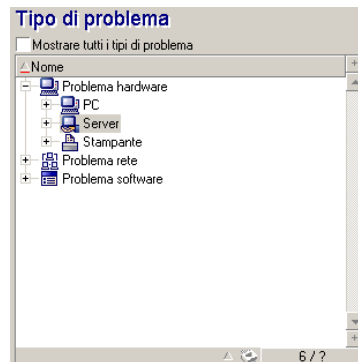 Tipo di problema
Mostrare tutti i tipi di problema
Nome
Problema hardware
PC
Server
Stampante
Problema rete
Problema software
6 / ?